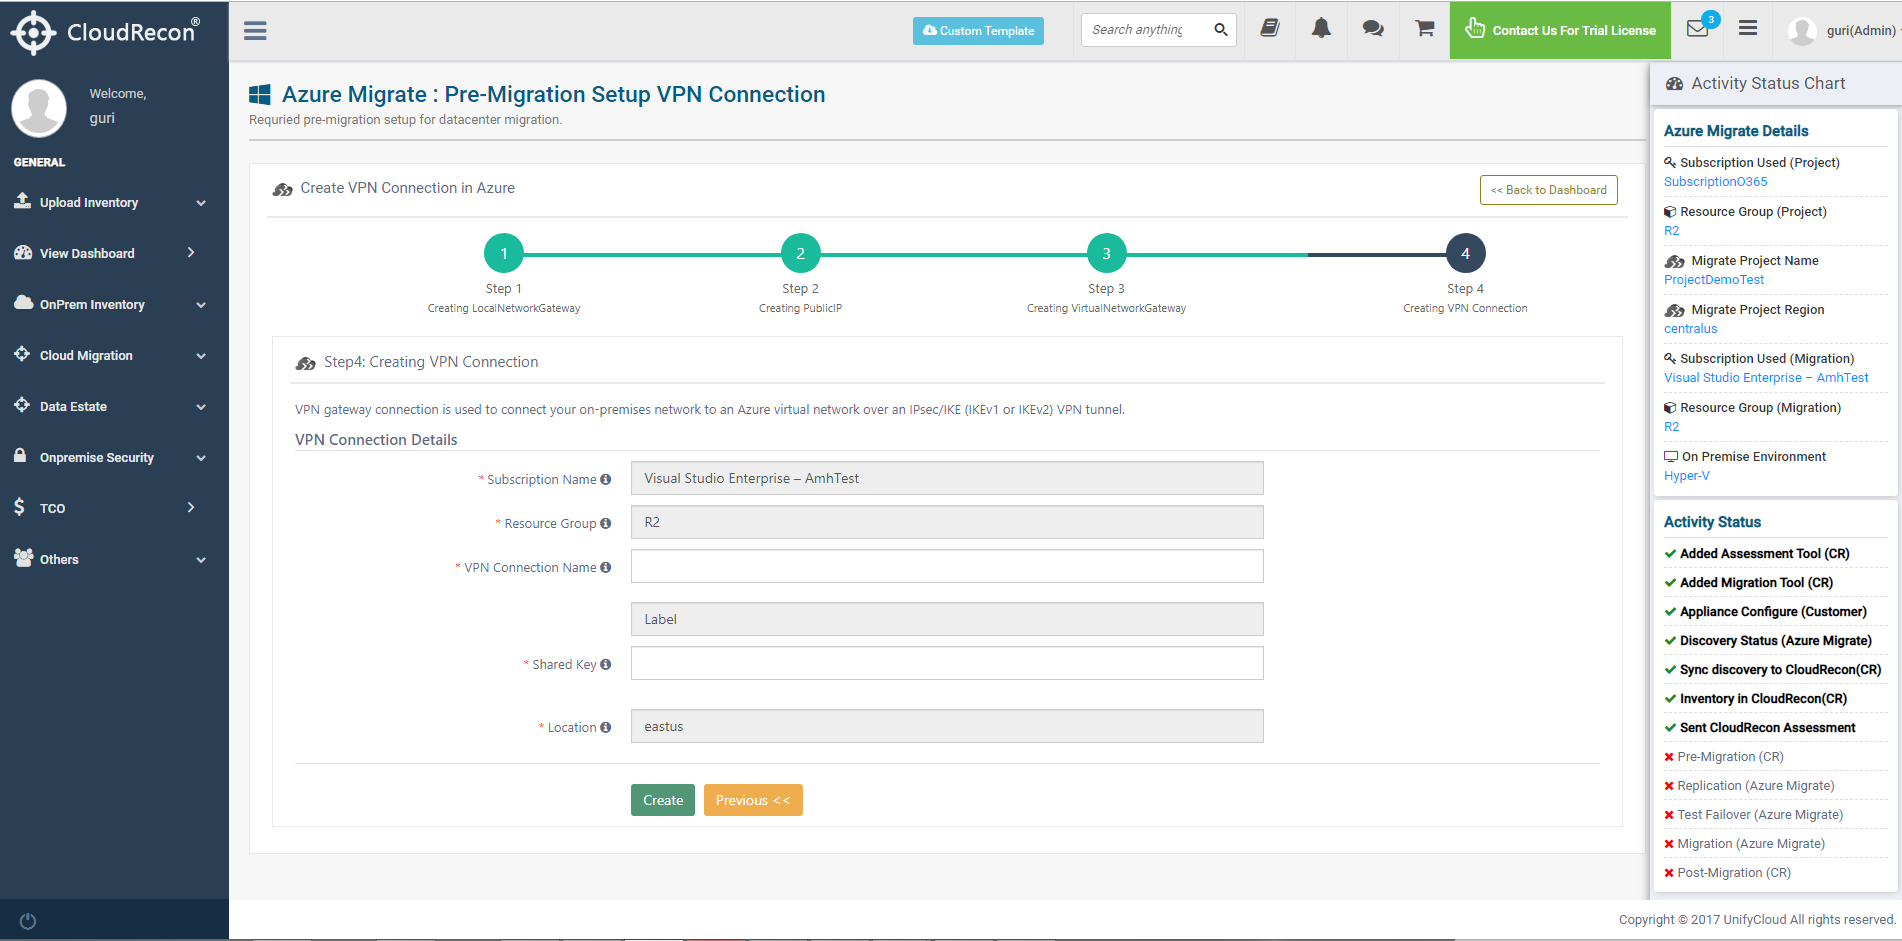 CloudRecon®
Welcome,
guri
GENERAL
Upload Inventory
View Dashboard
OnPrem Inventory
Cloud Migration
Data Estate
Onpremise Security
TCO
Others
Custom Template
Search anything
Contact Us For Trial License
3
guri(Admin)
Azure Migrate : Pre-Migration Setup VPN Connection
Requried pre-migration setup for datacenter migration.
Create VPN Connection in Azure
<< Back to Dashboard
1
Step 1
Creating LocalNetworkGateway
2
Step 2
Creating PublicIP
3
Step 3
Creating VirtualNetworkGateway
4
Step 4
Creating VPN Connection
Step4: Creating VPN Connection
VPN gateway connection is used to connect your on-premises network to an Azure virtual network over an IPsec/IKE (IKEv1 or IKEv2) VPN tunnel.
VPN Connection Details
* Subscription Name
Visual Studio Enterprise – AmhTest
* Resource Group
R2
* VPN Connection Name
Label
* Shared Key
* Location
eastus
Create
Previous <<
Activity Status Chart
Azure Migrate Details
Subscription Used (Project)
SubscriptionO365
Resource Group (Project)
R2
Migrate Project Name
ProjectDemoTest
Migrate Project Region
centralus
Subscription Used (Migration)
Visual Studio Enterprise – AmhTest
Resource Group (Migration)
R2
On Premise Environment
Hyper-V
Activity Status
Added Assessment Tool (CR)
Added Migration Tool (CR)
Appliance Configure (Customer)
Discovery Status (Azure Migrate)
Sync discovery to CloudRecon(CR)
Inventory in CloudRecon(CR)
Sent CloudRecon Assessment
Pre-Migration (CR)
Replication (Azure Migrate)
Test Failover (Azure Migrate)
Migration (Azure Migrate)
Post-Migration (CR)
Copyright © 2017 UnifyCloud All rights reserved.